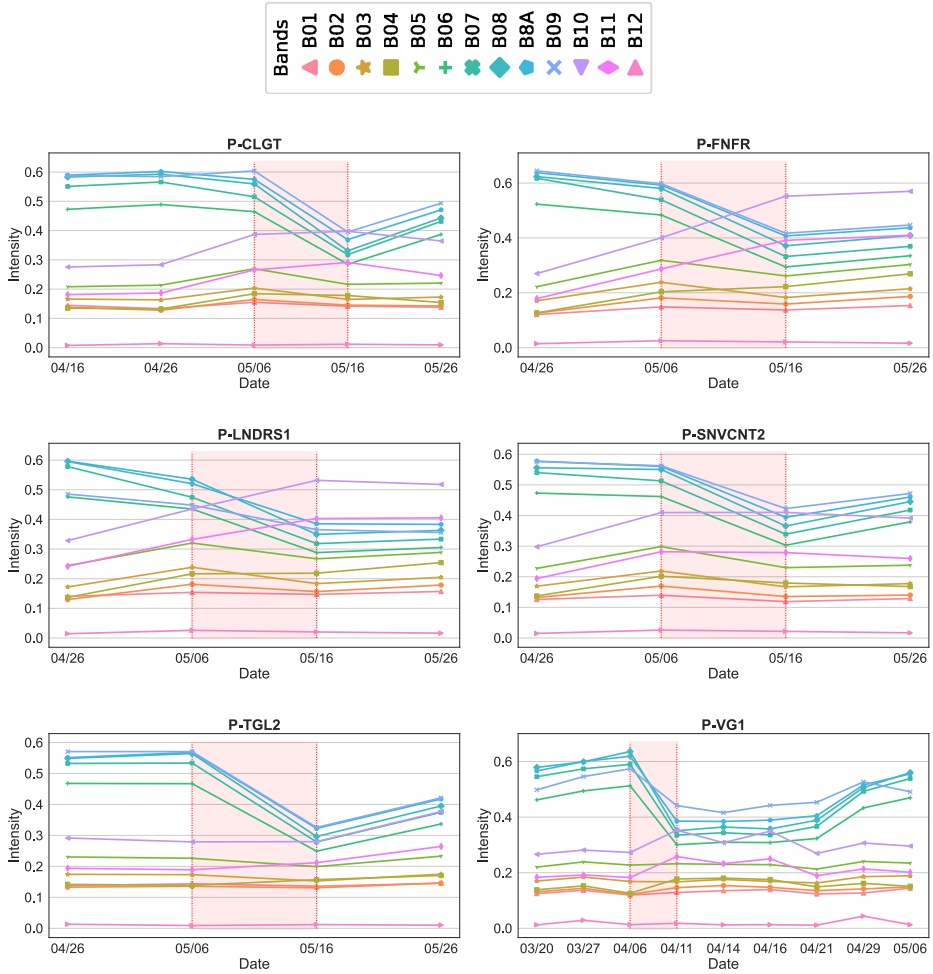 Bands
B01
B02
B03
B04
B05
B06
B07
B08
B8A
B09
B10
B11
B12
P-CLGT
Intensity
0.6
0.5
0.4
0.3
0.2
0.1
0.0
04/16 04/26 05/06 05/16 05/26
Date
P-FNFR
Intensity
0.6
0.4
0.2
0.0
04/26 05/06 05/16 05/26
Date
P-LNDRS1
Intensity
0.6
0.5
0.4
0.3
0.2
0.1
0.0
04/26 05/06 05/16 05/26
Date
P-SNVCNT2
Intensity
0.6
0.5
0.4
0.3
0.2
0.1
0.0
04/26 05/06 05/16 05/26
Date
P-TGL2
Intensity
0.6
0.5
0.4
0.3
0.2
0.1
0.0
04/26 05/06 05/16 05/26
Date
P-VG1
Intensity
0.6
0.4
0.2
0.0
03/20 03/27 04/06 04/11 04/14 04/16 04/21 04/29 05/06
Date